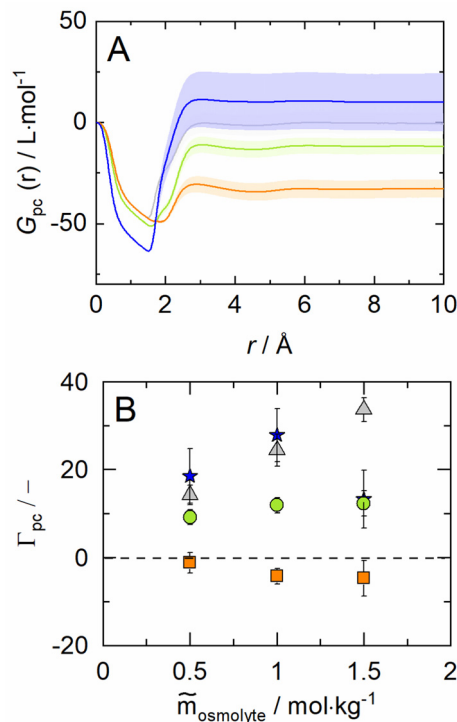 A
50
0
-50
G_pc (r) / L·mol⁻¹
0 2 4 6 8 10
r / Å
B
40
20
0
-20
Γ_pc / –
0 0.5 1 1.5 2
m̃_osmolyte / mol·kg⁻¹